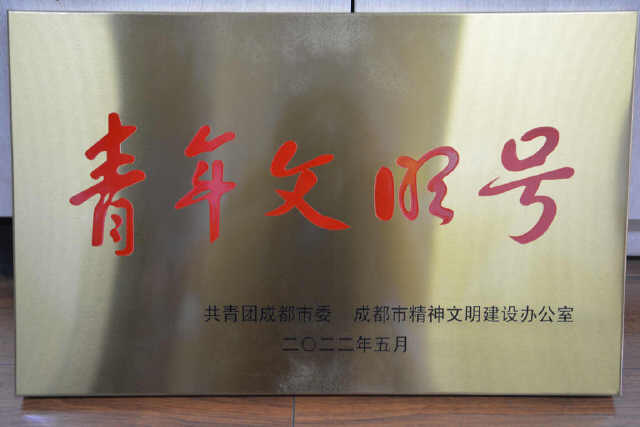 青年文明号
共青团成都市委 成都市精神文明建设办公室
二〇二二年五月